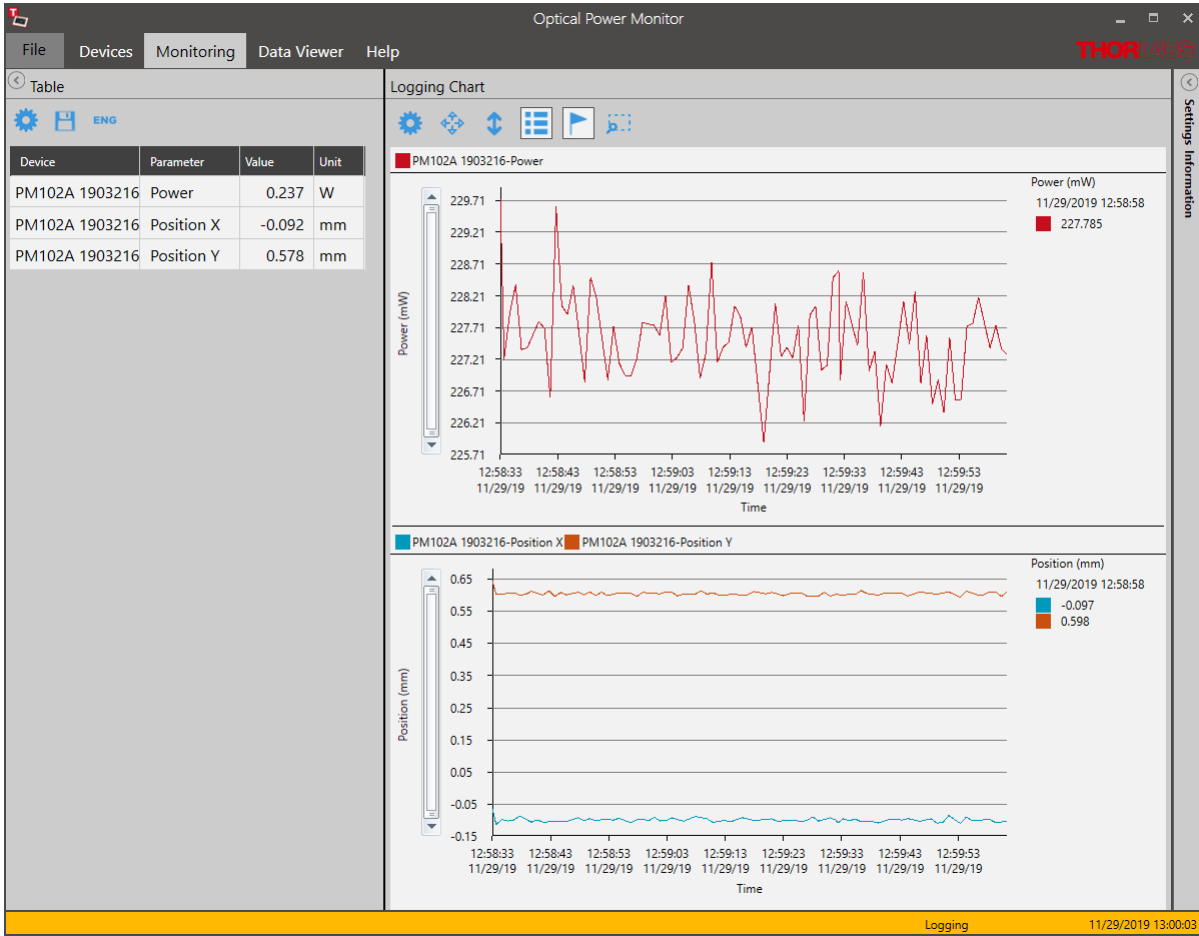 Optical Power Monitor
File Devices Monitoring Data Viewer Help
THORLABS
Table
ENG
Device Parameter Value Unit
PM102A 1903216 Power 0.237 W
PM102A 1903216 Position X -0.092 mm
PM102A 1903216 Position Y 0.578 mm
Logging Chart
PM102A 1903216-Power
Power (mW)
229.71
229.21
228.71
228.21
227.71
227.21
226.71
226.21
225.71
12:58:33 12:58:43 12:58:53 12:59:03 12:59:13 12:59:23 12:59:33 12:59:43 12:59:53
11/29/19 11/29/19 11/29/19 11/29/19 11/29/19 11/29/19 11/29/19 11/29/19 11/29/19
Time
Power (mW)
11/29/2019 12:58:58
227.785
PM102A 1903216-Position X PM102A 1903216-Position Y
Position (mm)
0.65
0.55
0.45
0.35
0.25
0.15
0.05
-0.05
-0.15
12:58:33 12:58:43 12:58:53 12:59:03 12:59:13 12:59:23 12:59:33 12:59:43 12:59:53
11/29/19 11/29/19 11/29/19 11/29/19 11/29/19 11/29/19 11/29/19 11/29/19 11/29/19
Time
Position (mm)
11/29/2019 12:58:58
-0.097
0.598
Settings Information
Logging 11/29/2019 13:00:03